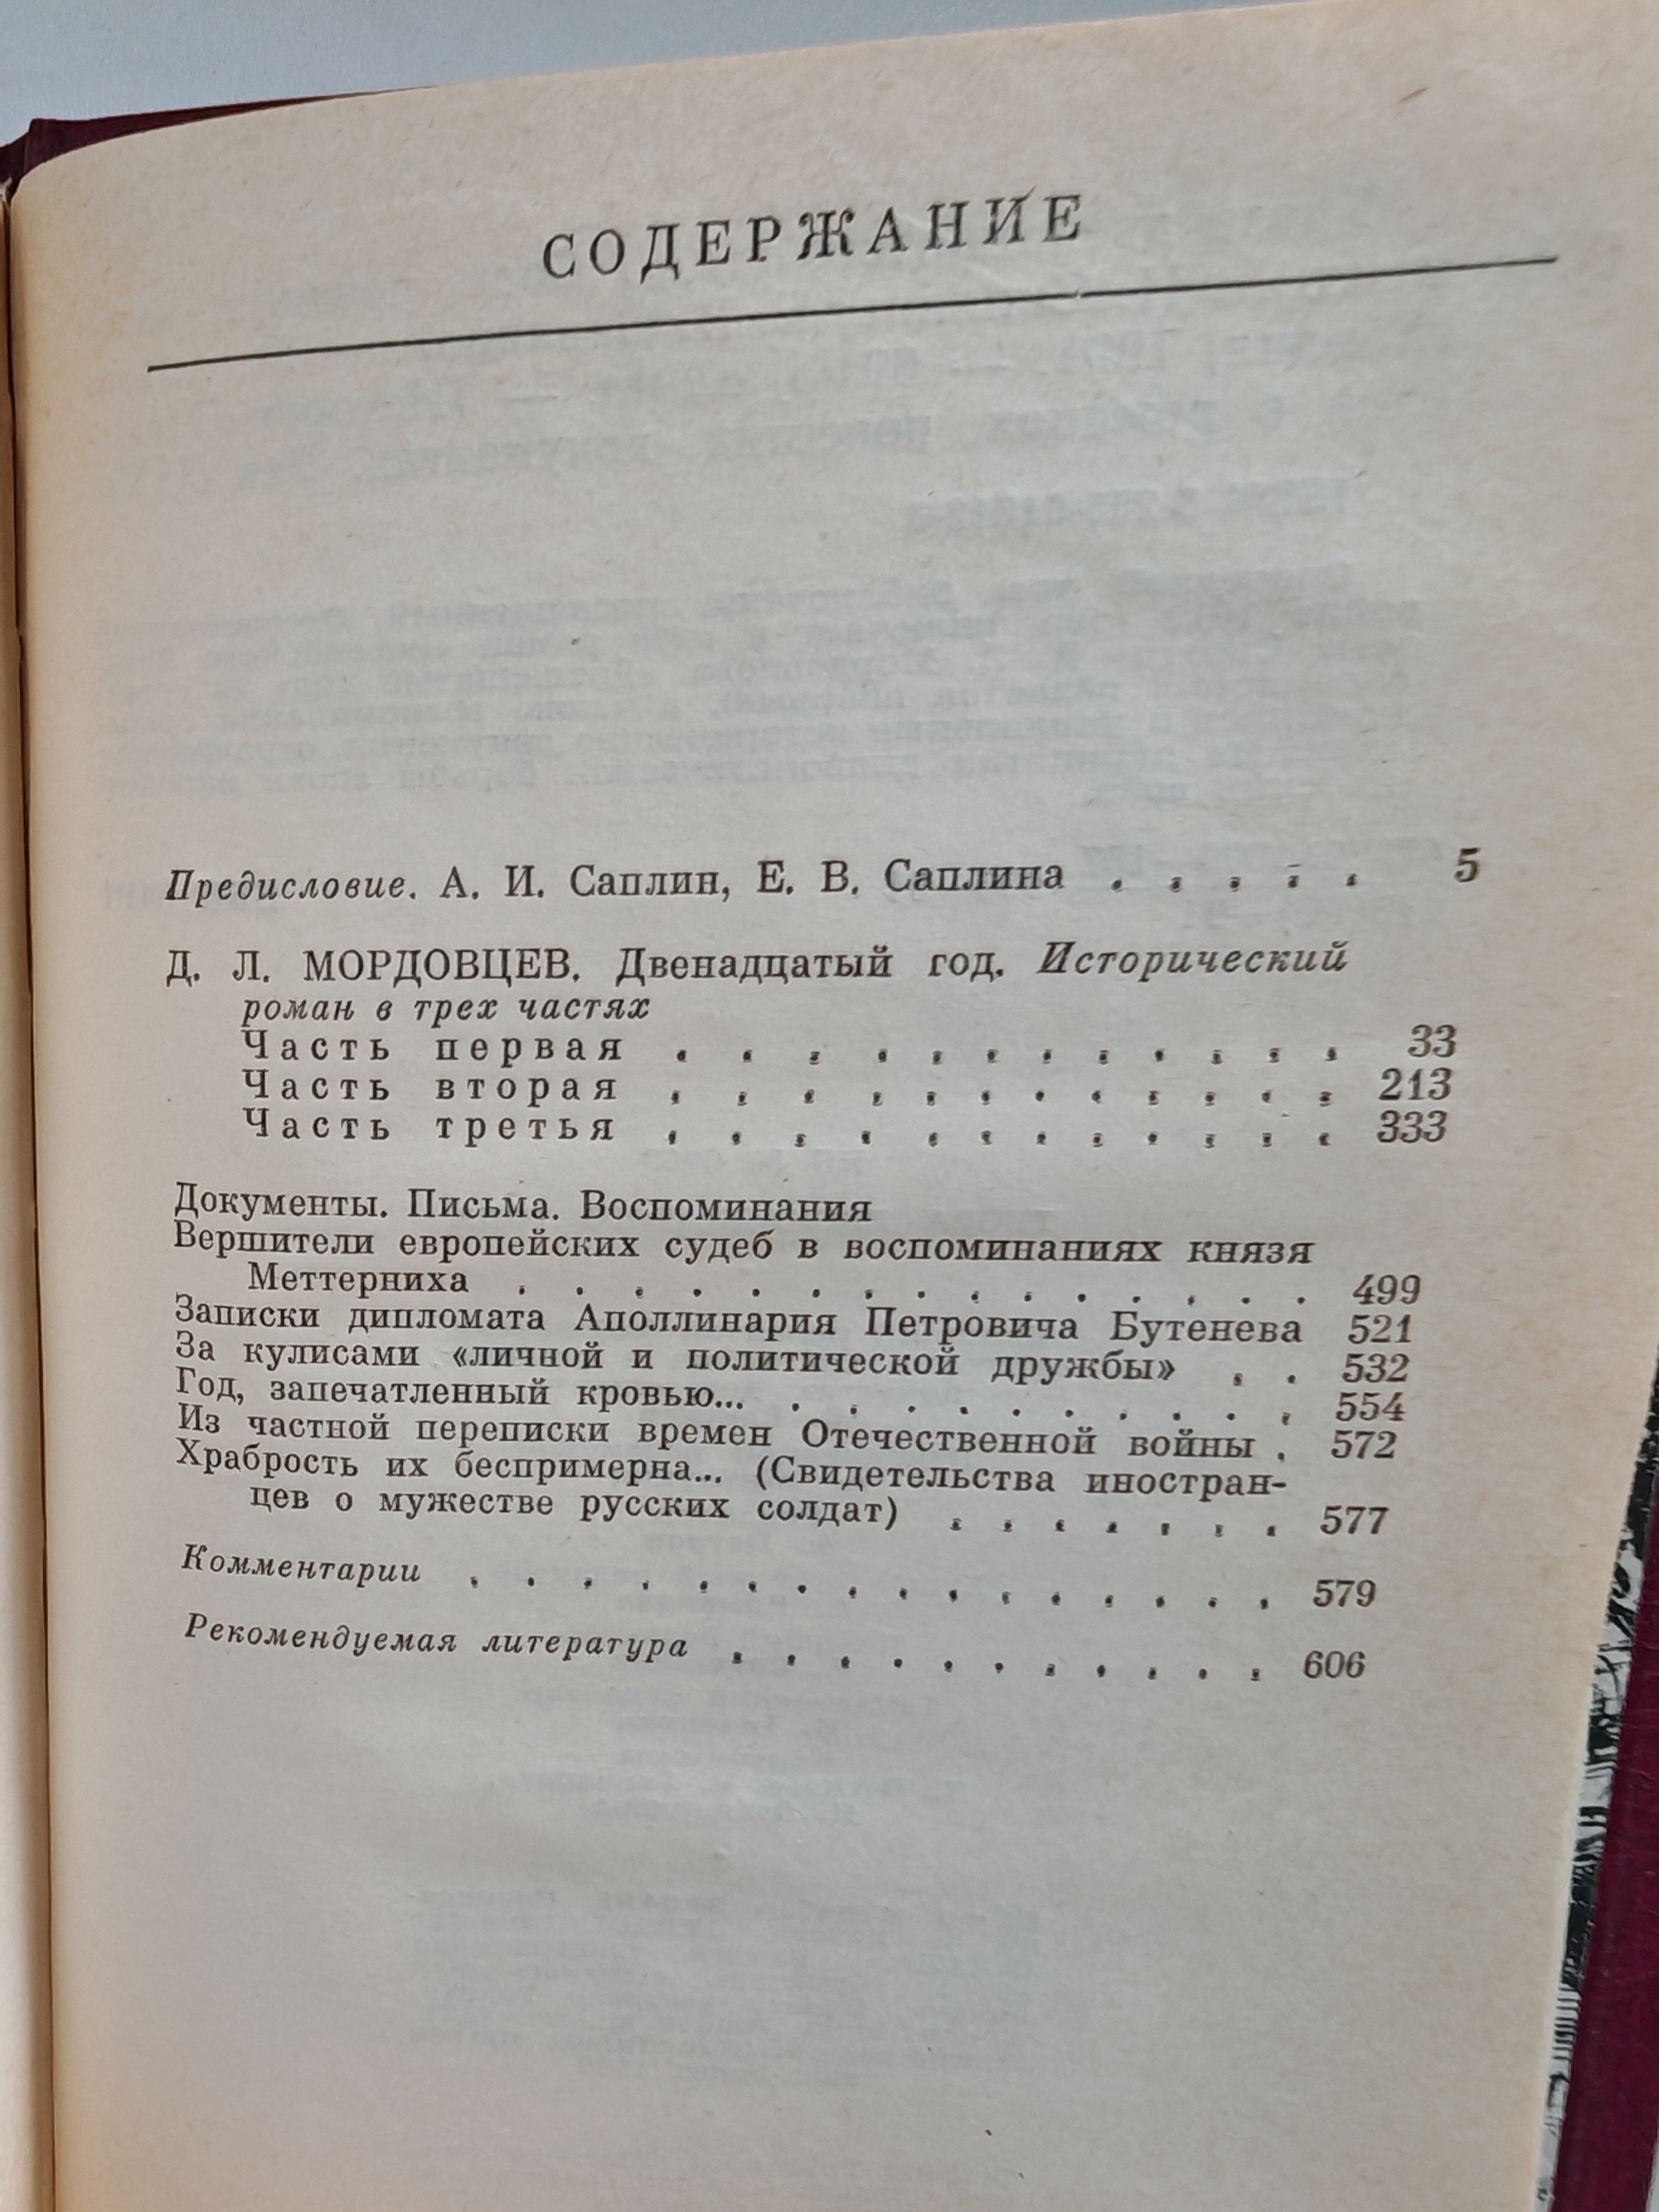 СОДЕРЖАНИЕ
Предисловие. А. И. Саплин, Е. В. Саплина . . . . . 5
Д. Л. МОРДОВЦЕВ. Двенадцатый год. Исторический
роман в трех частях
Часть первая . . . . . . . . . . . . 33
Часть вторая . . . . . . . . . . . . 213
Часть третья . . . . . . . . . . . . 333
Документы. Письма. Воспоминания
Вершители европейских судеб в воспоминаниях князя
Меттерниха . . . . . . . . . . . . . . 499
Записки дипломата Аполлинария Петровича Бутенева 521
За кулисами «личной и политической дружбы» . . 532
Год, запечатленный кровью... . . . . . . . . . . 554
Из частной переписки времен Отечественной войны . 572
Храбрость их беспримерна... (Свидетельства иностран-
цев о мужестве русских солдат) . . . . . . . 577
Комментарии . . . . . . . . . . . . . . . 579
Рекомендуемая литература . . . . . . . . . . . 606